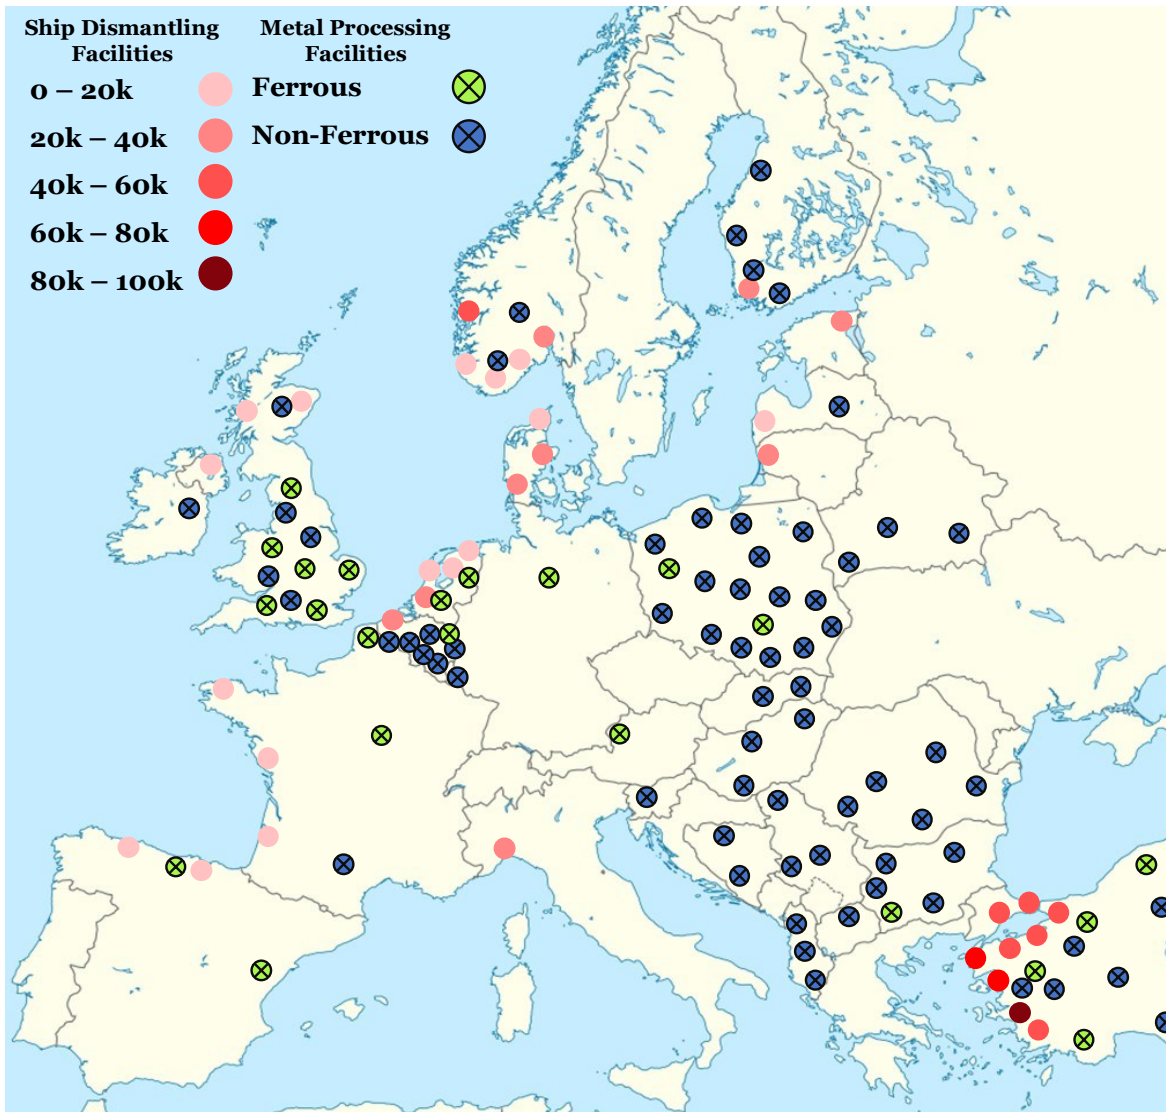 Ship Dismantling Facilities
Metal Processing Facilities
0 – 20k
Ferrous
20k – 40k
Non-Ferrous
40k – 60k
60k – 80k
80k – 100k